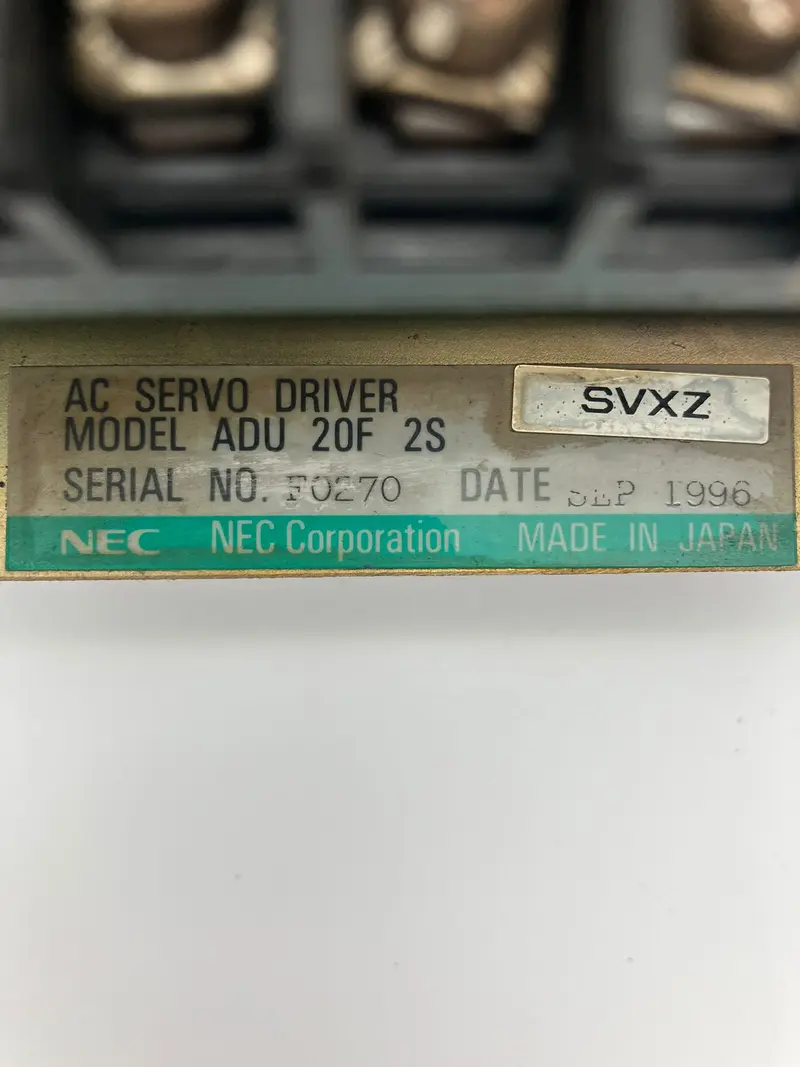 AC SERVO DRIVER
SVXZ
MODEL ADU 20F 2S
SERIAL NO. F0270 DATE SEP 1996
NEC NEC Corporation MADE IN JAPAN